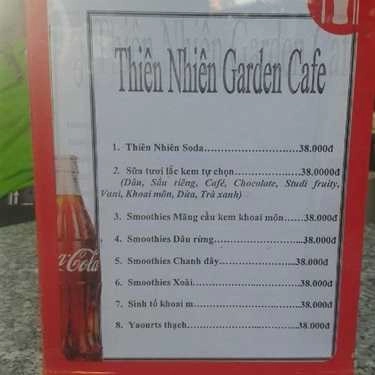 Thiên Nhiên Garden Cafe
1. Thiên Nhiên Soda..............................38.000đ
2. Sữa tươi lắc kem tự chọn...................38.0000đ
(Dâu, Sầu riêng, Café, Chocolate, Studi fruity,
Vani, Khoai môn, Dừa, Trà xanh)
3. Smoothies Mãng cầu kem khoai môn......38.000đ
4. Smoothies Dâu rừng..........................38.000đ
5. Smoothies Chanh dây........................38.000đ
6. Smoothies Xoài................................38.000đ
7. Sinh tố khoai m...............................38.000đ
8. Yaourts thạch..................................38.000đ
Cola